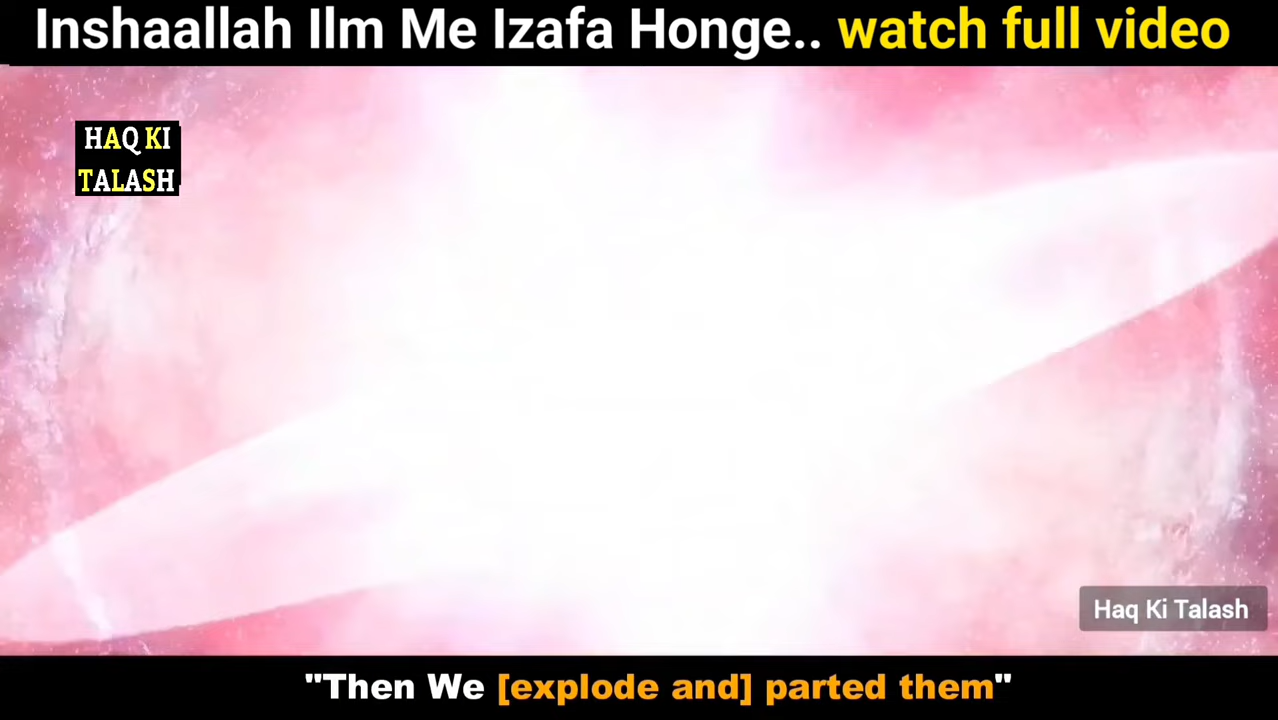 Inshaallah Ilm Me Izafa Honge.. watch full video
HAQ KI
TALASH
Haq Ki Talash
"Then We [explode and] parted them"